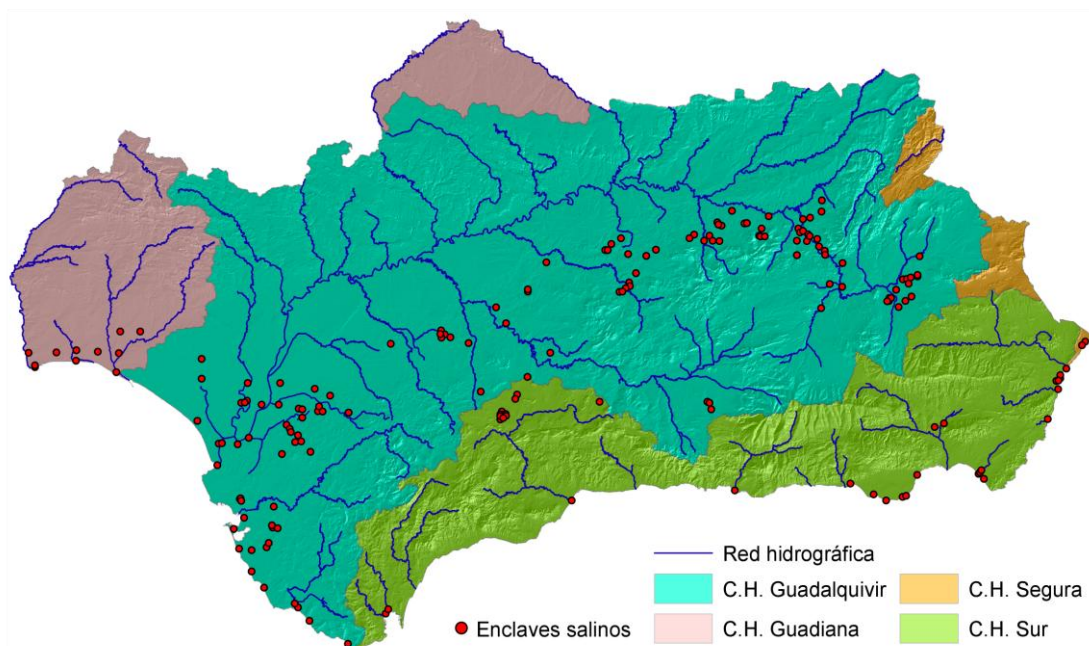 Red hidrográfica
C.H. Guadalquivir
C.H. Segura
Enclaves salinos
C.H. Guadiana
C.H. Sur